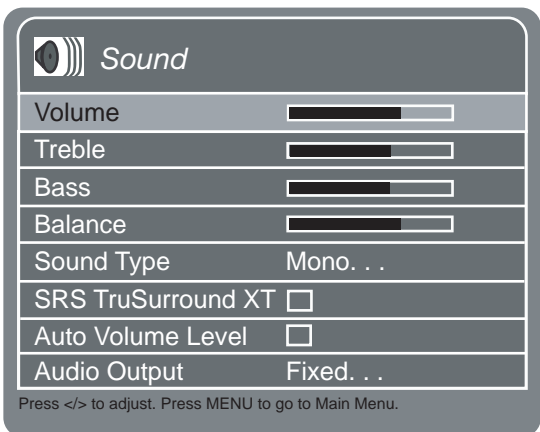 Sound
Volume
Treble
Bass
Balance
Sound Type Mono. . .
SRS TruSurround XT
Auto Volume Level
Audio Output Fixed. . .
Press </> to adjust. Press MENU to go to Main Menu.